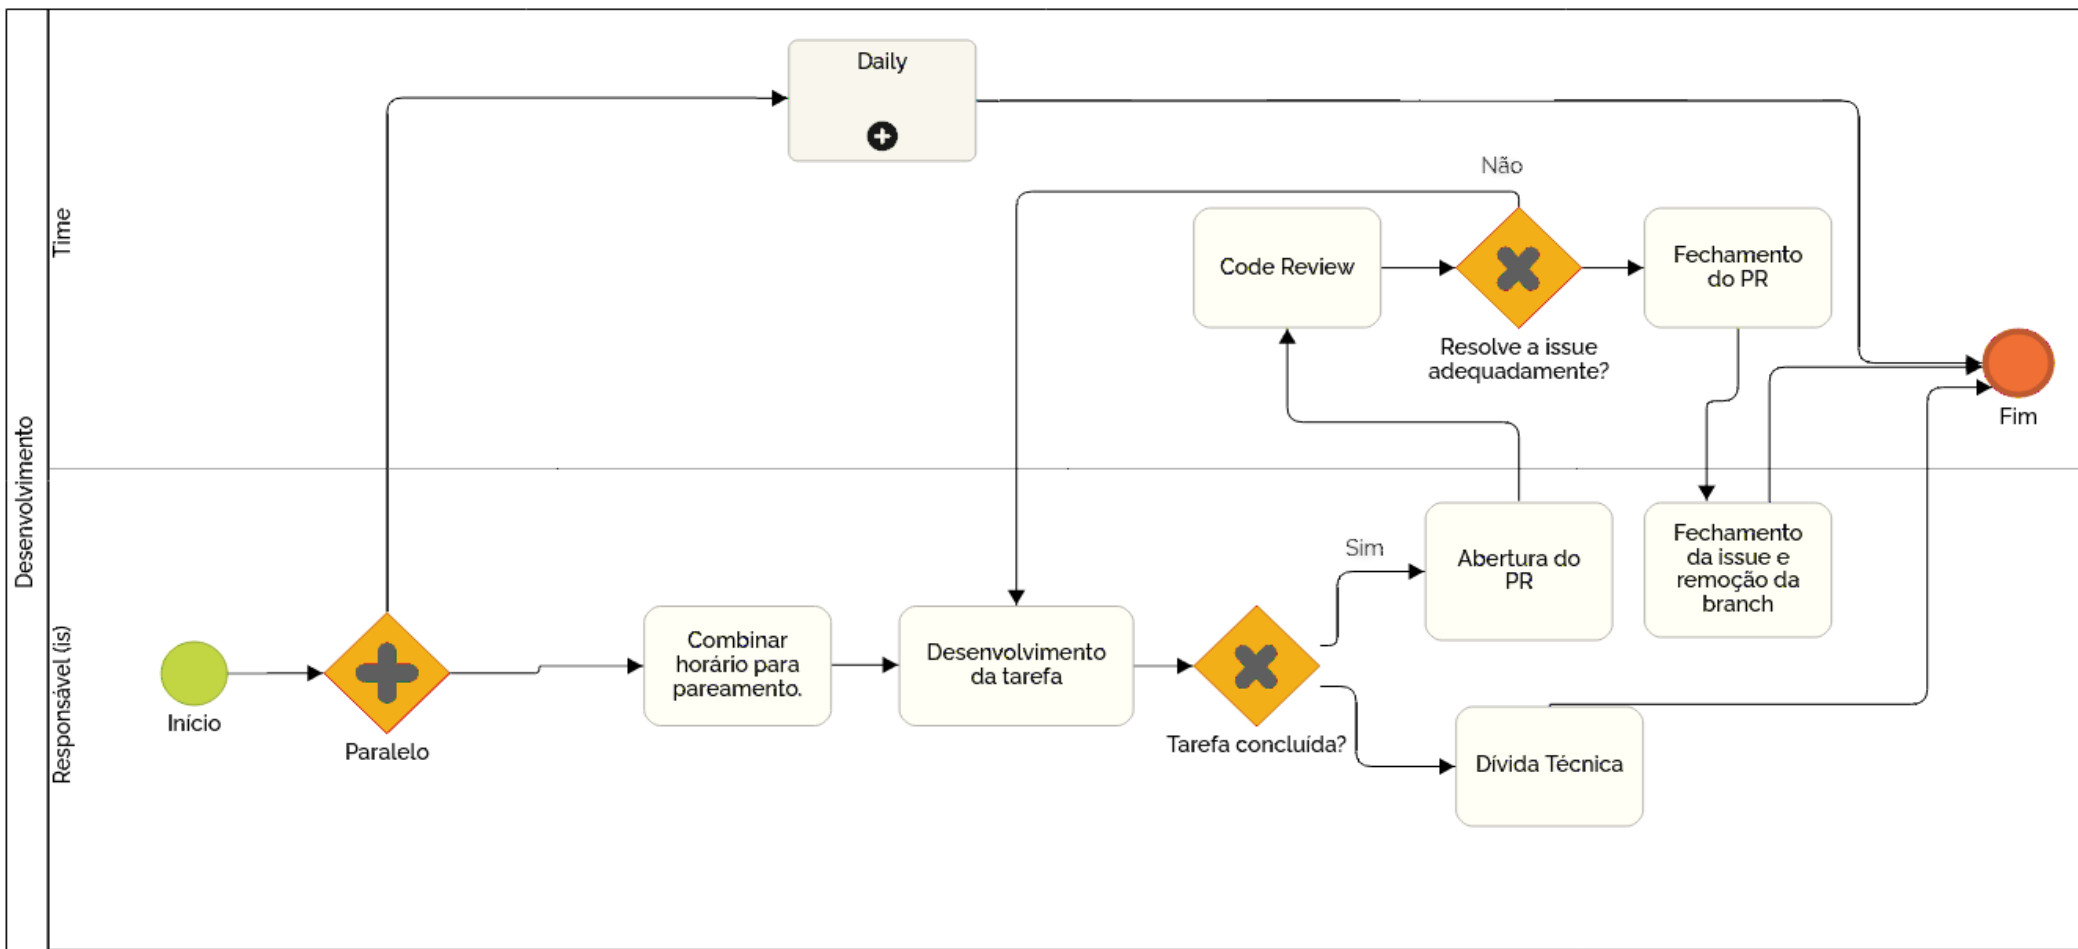 Desenvolvimento
Time
Daily
Não
Code Review
Resolve a issue
adequadamente?
Fechamento
do PR
Fim
Responsável (is)
Início
Paralelo
Combinar
horário para
pareamento.
Desenvolvimento
da tarefa
Tarefa concluída?
Sim
Abertura do
PR
Fechamento
da issue e
remoção da
branch
Dívida Técnica